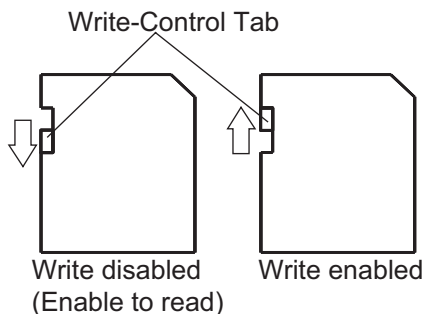 Write-Control Tab
Write disabled
(Enable to read)
Write enabled